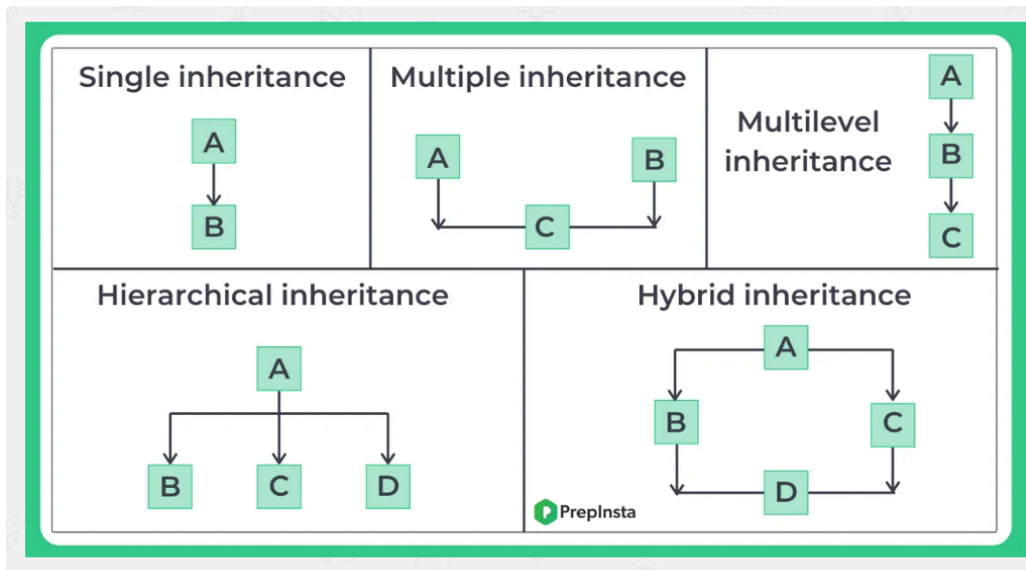 Single inheritance
A
B
Multiple inheritance
A
B
C
Multilevel
inheritance
A
B
C
Hierarchical inheritance
A
B
C
D
Hybrid inheritance
A
B
C
D
PrepInsta